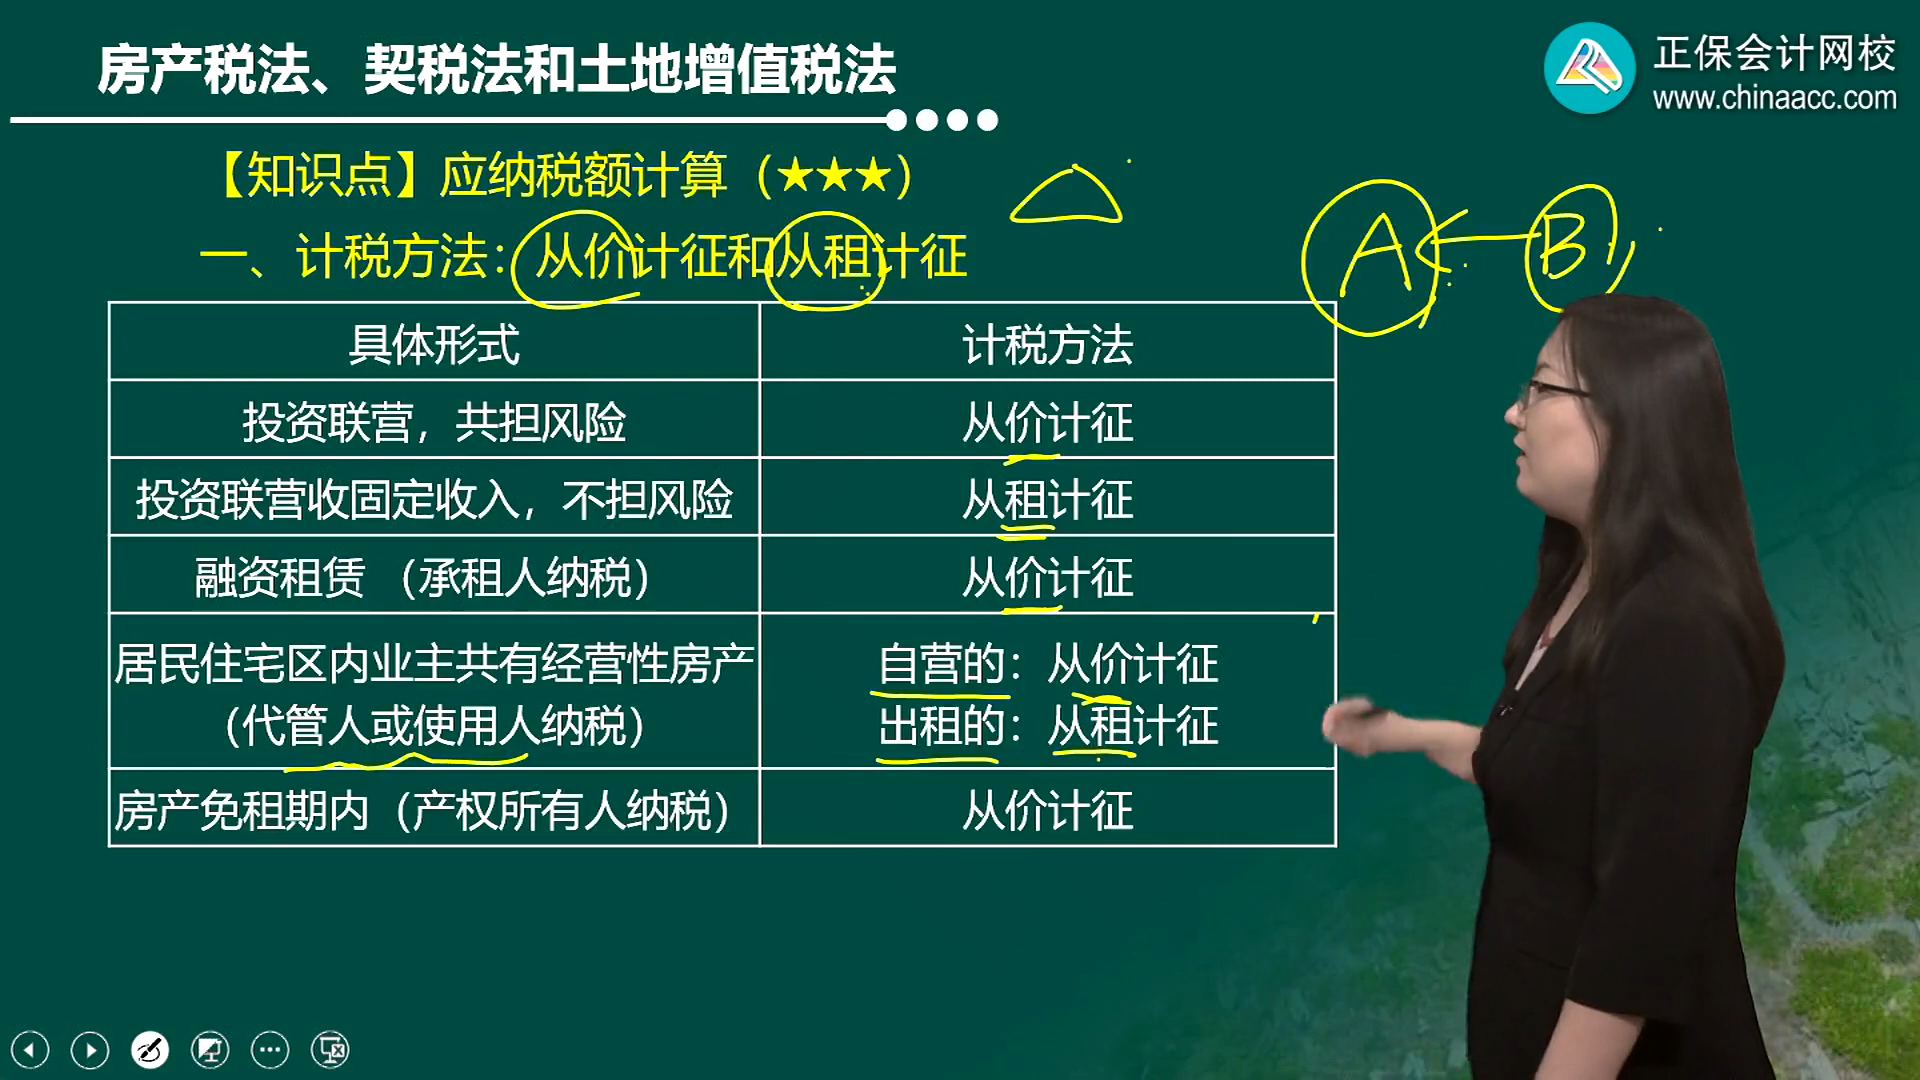 房产税法、契税法和土地增值税法
正保会计网校
www.chinaacc.com
【知识点】应纳税额计算（★★★）
一、计税方法：从价计征和从租计征
A
B
具体形式
计税方法
投资联营，共担风险
从价计征
投资联营收固定收入，不担风险
从租计征
融资租赁（承租人纳税）
从价计征
居民住宅区内业主共有经营性房产
（代管人或使用人纳税）
自营的：从价计征
出租的：从租计征
房产免租期内（产权所有人纳税）
从价计征